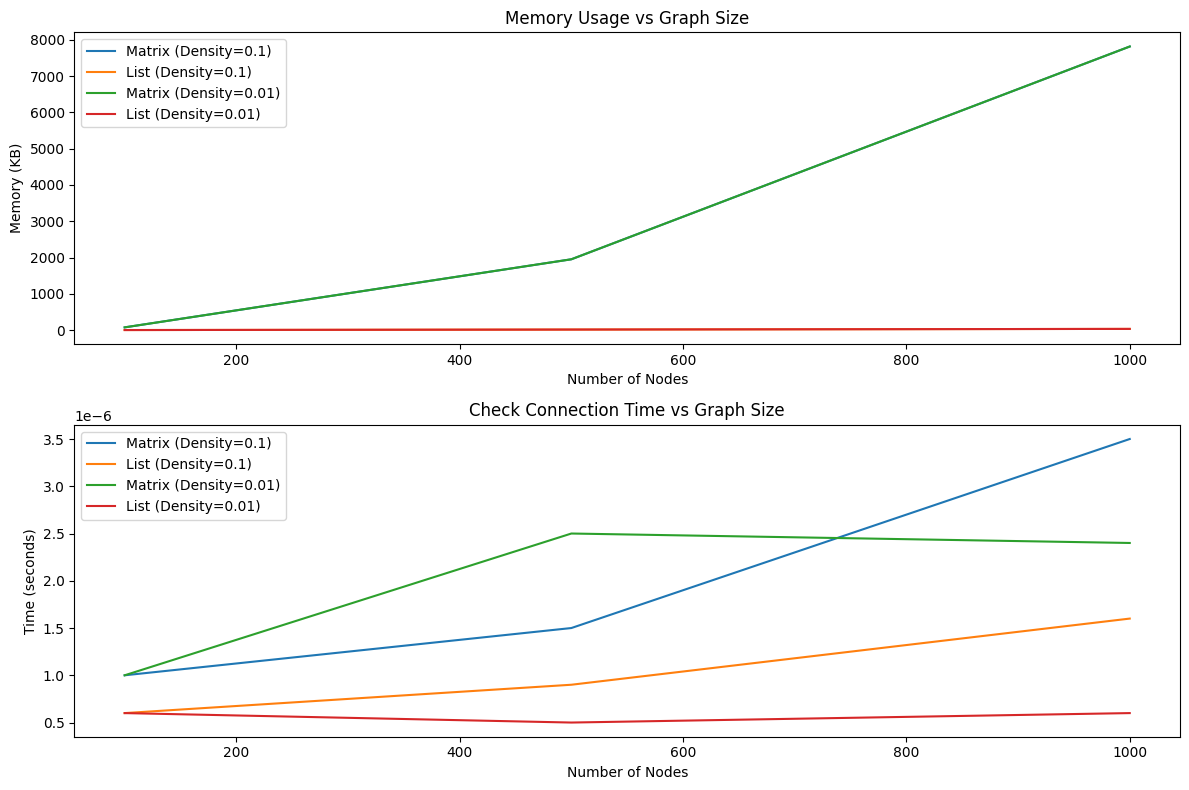 Memory Usage vs Graph Size
Matrix (Density=0.1)
List (Density=0.1)
Matrix (Density=0.01)
List (Density=0.01)
8000
7000
6000
5000
4000
3000
2000
1000
0
Memory (KB)
200
400
600
800
1000
Number of Nodes
Check Connection Time vs Graph Size
1e−6
Matrix (Density=0.1)
List (Density=0.1)
Matrix (Density=0.01)
List (Density=0.01)
3.5
3.0
2.5
2.0
1.5
1.0
0.5
Time (seconds)
200
400
600
800
1000
Number of Nodes